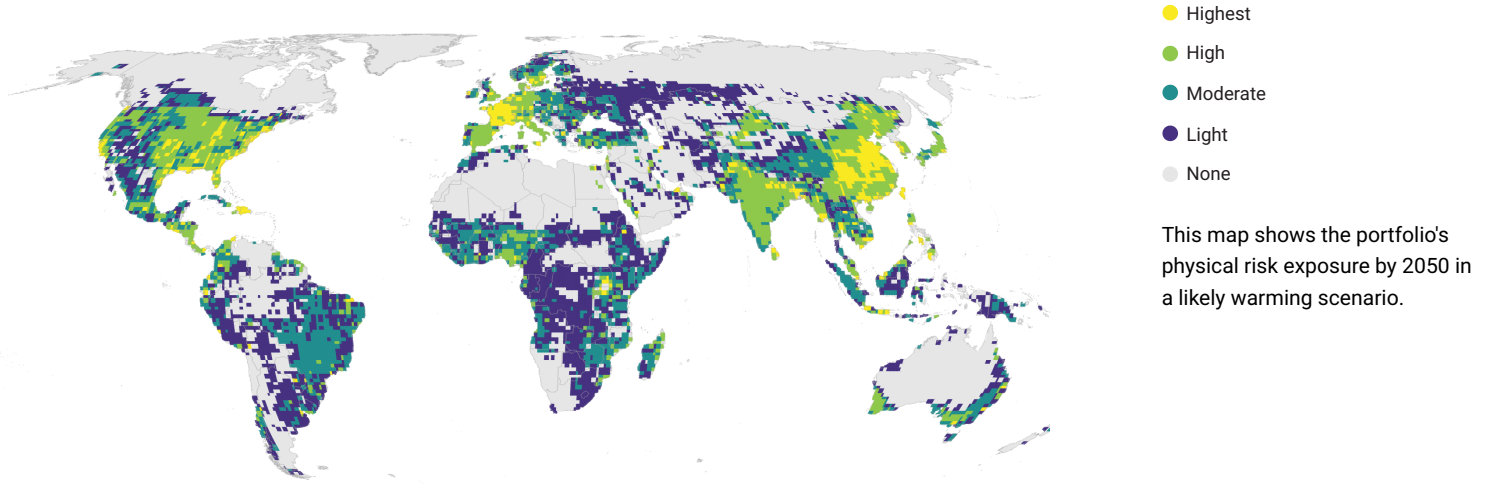 Highest
High
Moderate
Light
None
This map shows the portfolio's
physical risk exposure by 2050 in
a likely warming scenario.